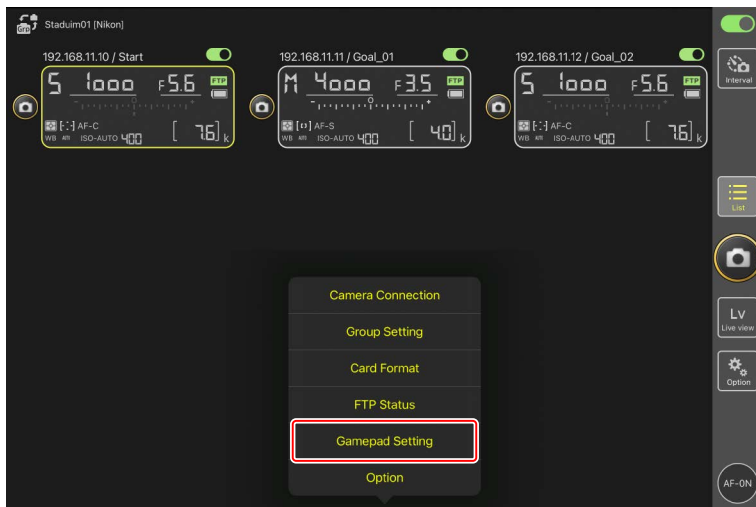 Grp Staduim01 [Nikon]
192.168.11.10 / Start
S 1000 F5.6 FTP
- +
AF-C
WB ISO-AUTO 400 [ 7.6] k
192.168.11.11 / Goal_01
M 4000 F3.5 FTP
- +
AF-S
WB ISO-AUTO 400 [ 4.0] k
192.168.11.12 / Goal_02
S 1000 F5.6 FTP
- +
AF-C
WB ISO-AUTO 400 [ 7.6] k
Camera Connection
Group Setting
Card Format
FTP Status
Gamepad Setting
Option
Interval
List
Lv
Live view
Option
AF-ON